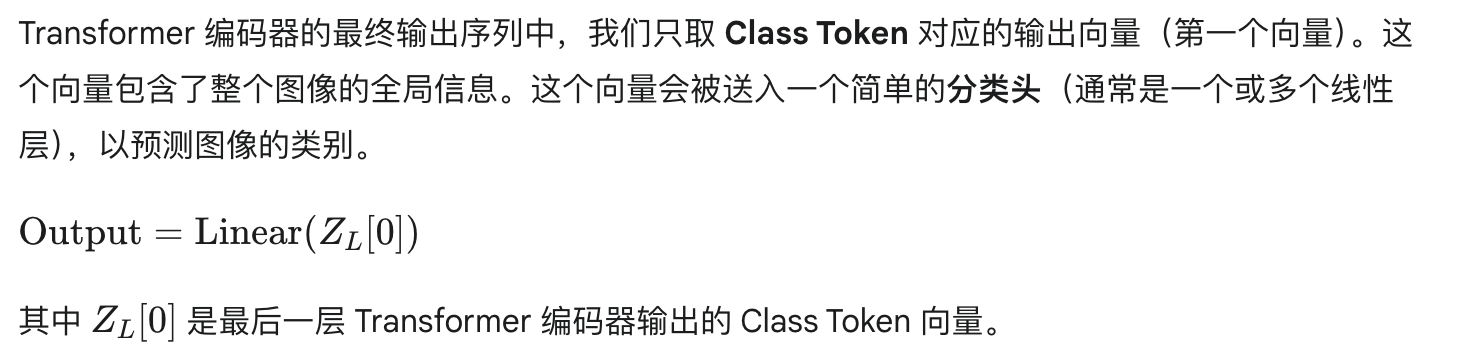 Transformer 编码器的最终输出序列中，我们只取 Class Token 对应的输出向量（第一个向量）。这
个向量包含了整个图像的全局信息。这个向量会被送入一个简单的分类头（通常是一个或多个线性
层），以预测图像的类别。
Output = Linear(Z_L[0])
其中 Z_L[0] 是最后一层 Transformer 编码器输出的 Class Token 向量。